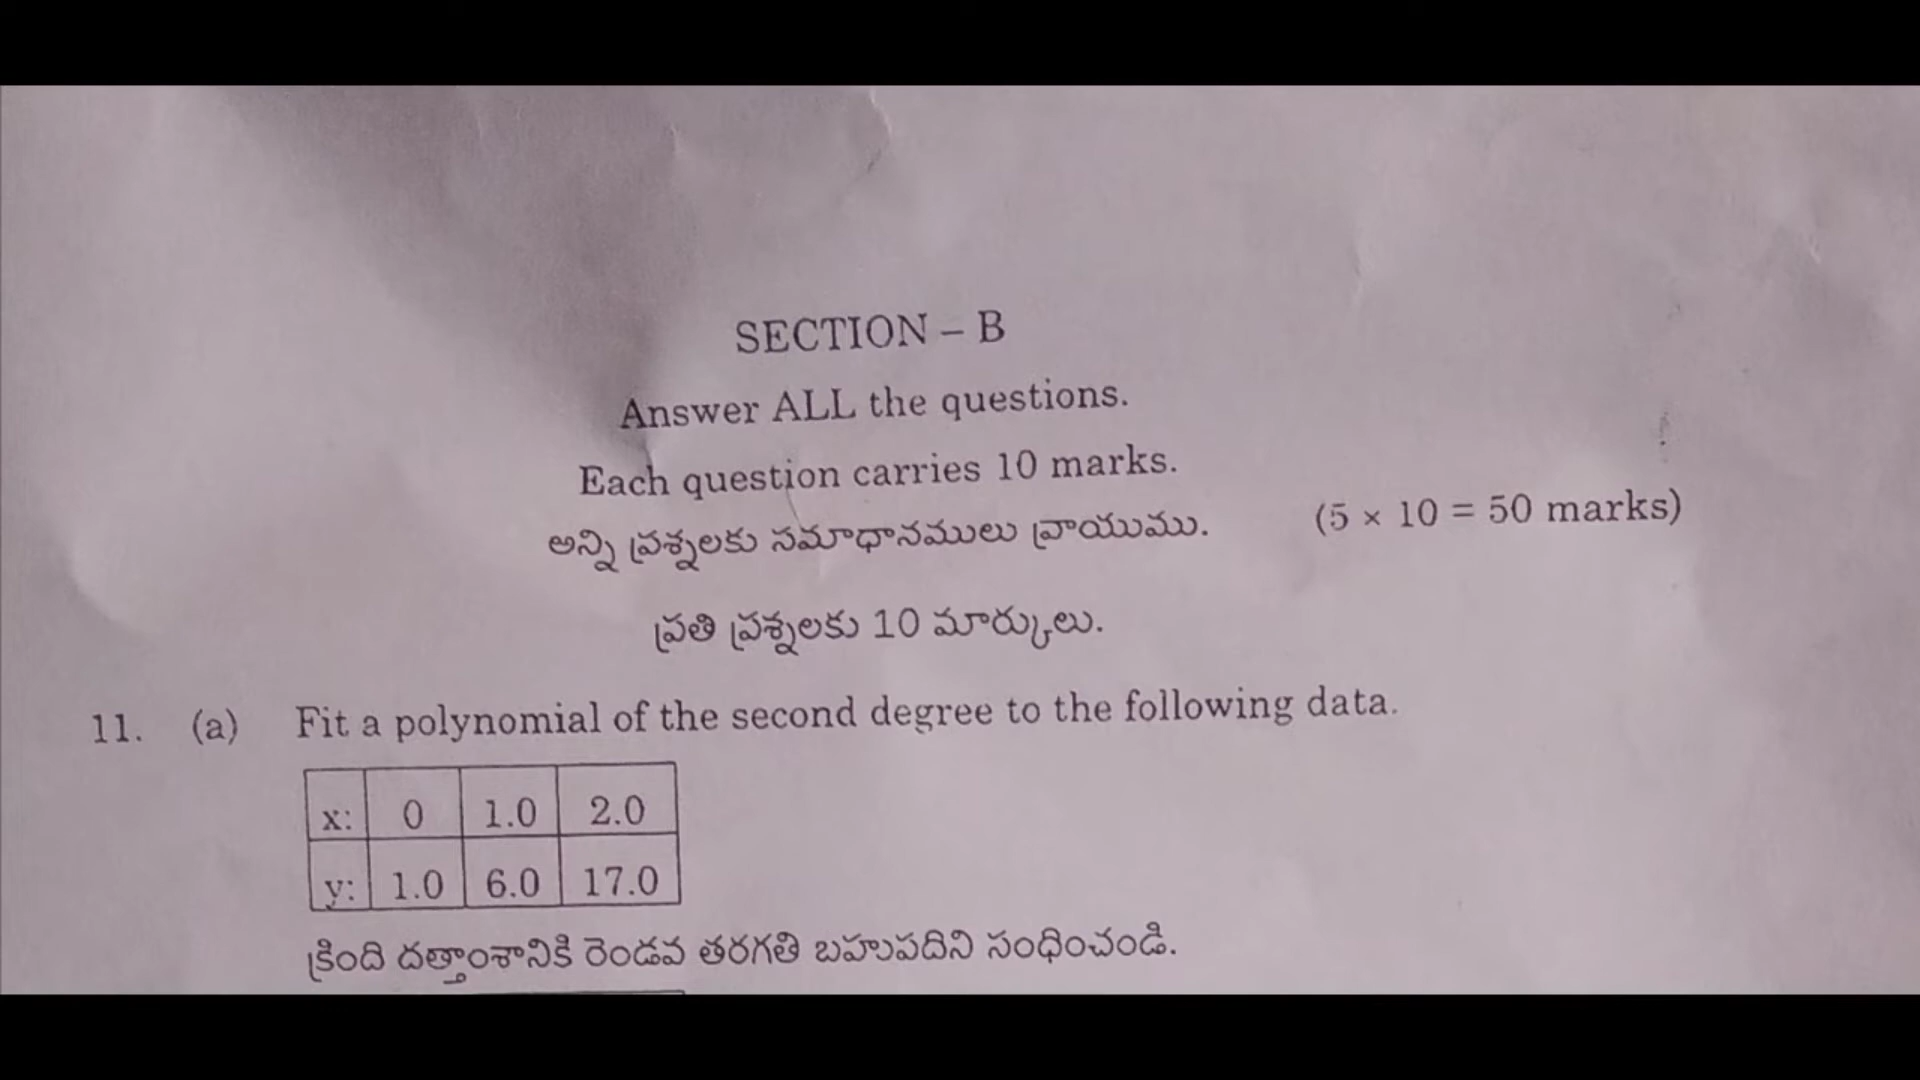 SECTION – B
Answer ALL the questions.
Each question carries 10 marks.
అన్ని ప్రశ్నలకు సమాధానములు వ్రాయుము. (5 × 10 = 50 marks)
ప్రతి ప్రశ్నలకు 10 మార్కులు.
11. (a) Fit a polynomial of the second degree to the following data.
x: 0 1.0 2.0
y: 1.0 6.0 17.0
క్రింది దత్తాంశానికి రెండవ తరగతి బహుపదిని సంధించండి.